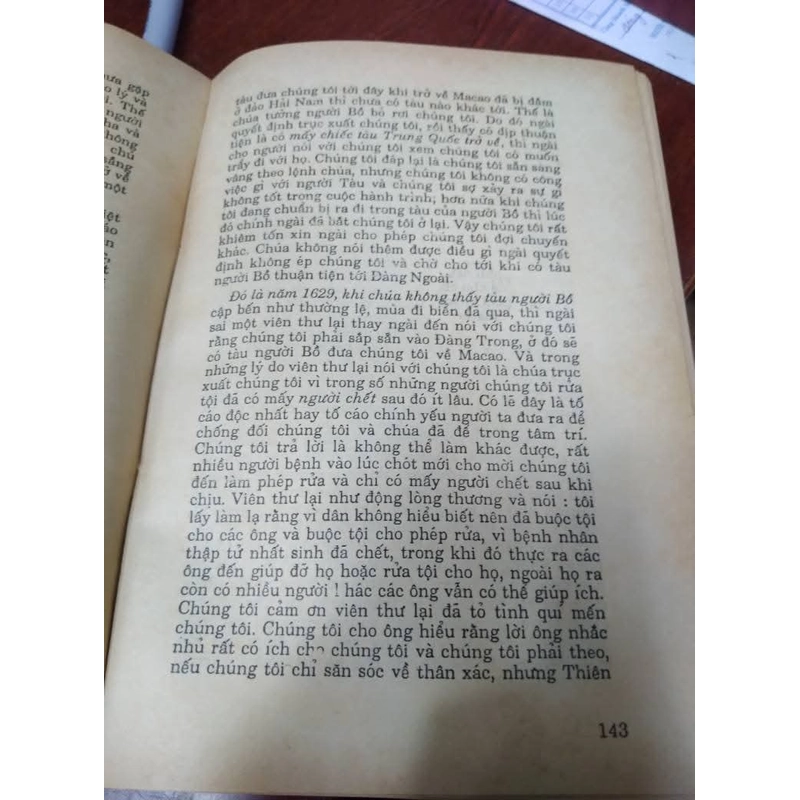 ưa gộp
lý và
Thế
người
ha và
không
chú
sắng
ở về
một
iệt
áo
ân
tàu đưa chúng tôi tới đây khi trở về Macao đã bị đắm
ở đảo Hải Nam thì chưa có tàu nào khác tới. Thế là
chúa tưởng người Bồ bỏ rơi chúng tôi. Do đó ngài
quyết định trục xuất chúng tôi, rồi thấy có dịp thuận
tiện là có mấy chiếc tàu Trung Quốc trở về, thì ngài
cho người nói với chúng tôi xem chúng tôi có muốn
trẩy đi với họ. Chúng tôi đáp lại là chúng tôi sẵn sang
vâng theo lệnh chúa, nhưng chúng tôi không có công
việc gì với người Tàu và chúng tôi sợ xảy ra sự gì
không tốt trong cuộc hành trình; hơn nữa khi chúng
tôi đang chuẩn bị ra đi trong tàu của người Bồ thì lúc
đó chính ngài đã bắt chúng tôi ở lại. Vậy chúng tôi rất
khiêm tốn xin ngài cho phép chúng tôi đợi chuyến
khác. Chúa không nói thêm được điều gì ngài quyết
định không ép chúng tôi và chờ cho tới khi có tàu
người Bồ thuận tiện tới Đàng Ngoài.
Đó là năm 1629, khi chúa không thấy tàu người Bồ
cập bến như thường lệ, mùa đi biển đã qua, thì ngài
sai một viên thư lại thay ngài đến nói với chúng tôi
rằng chúng tôi phải sắp sẵn vào Đàng Trong, ở đó sẽ
có tàu người Bồ đưa chúng tôi về Macao. Và trong
những lý do viên thư lại nói với chúng tôi là chúa trục
xuất chúng tôi vì trong số những người chúng tôi rửa
tội đã có mấy người chết sau đó ít lâu. Có lẽ đây là tố
cáo độc nhất hay tố cáo chính yếu người ta đưa ra để
chống đối chúng tôi và chúa đã để trong tâm trí.
Chúng tôi trả lời là không thể làm khác được, rất
nhiều người bệnh vào lúc chót mới cho mời chúng tôi
đến làm phép rửa và chỉ có mấy người chết sau khi
chịu. Viên thư lại như động lòng thương và nói : tôi
lấy làm lạ rằng vì dân không hiểu biết nên đã buộc tội
cho các ông và buộc tội cho phép rửa, vì bệnh nhân
thập tử nhất sinh đã chết, trong khi đó thực ra các
ông đến giúp đỡ họ hoặc rửa tội cho họ, ngoài họ ra
còn có nhiều người ! hác các ông vẫn có thể giúp ích.
Chúng tôi cảm ơn viên thư lại đã tỏ tình quí mến
chúng tôi. Chúng tôi cho ông hiểu rằng lời ông nhắc
nhủ rất có ích cho chúng tôi và chúng tôi phải theo,
nếu chúng tôi chỉ săn sóc về thân xác, nhưng Thiên
143